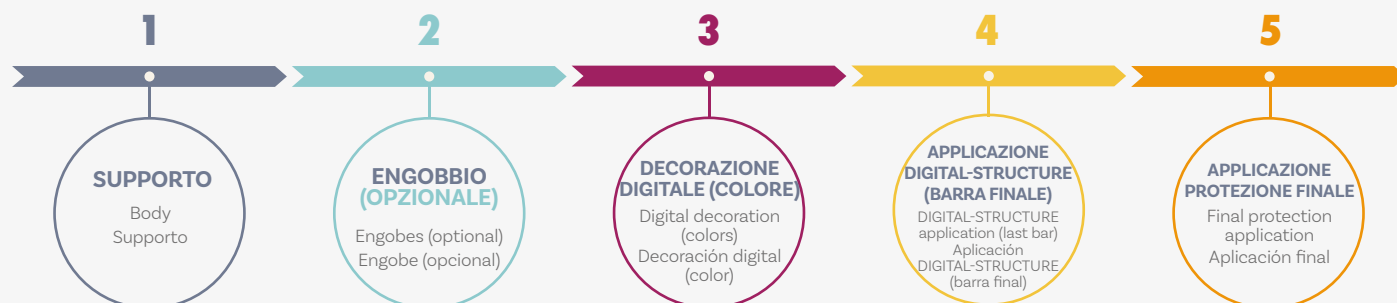 1
2
3
4
5
SUPPORTO
Body
Supporto
ENGOBBIO
(OPZIONALE)
Engobes (optional)
Engobe (opcional)
DECORAZIONE
DIGITALE (COLORE)
Digital decoration
(colors)
Decoración digital
(color)
APPLICAZIONE
DIGITAL-STRUCTURE
(BARRA FINALE)
DIGITAL-STRUCTURE
application (last bar)
Aplicación
DIGITAL-STRUCTURE
(barra final)
APPLICAZIONE
PROTEZIONE FINALE
Final protection
application
Aplicación final